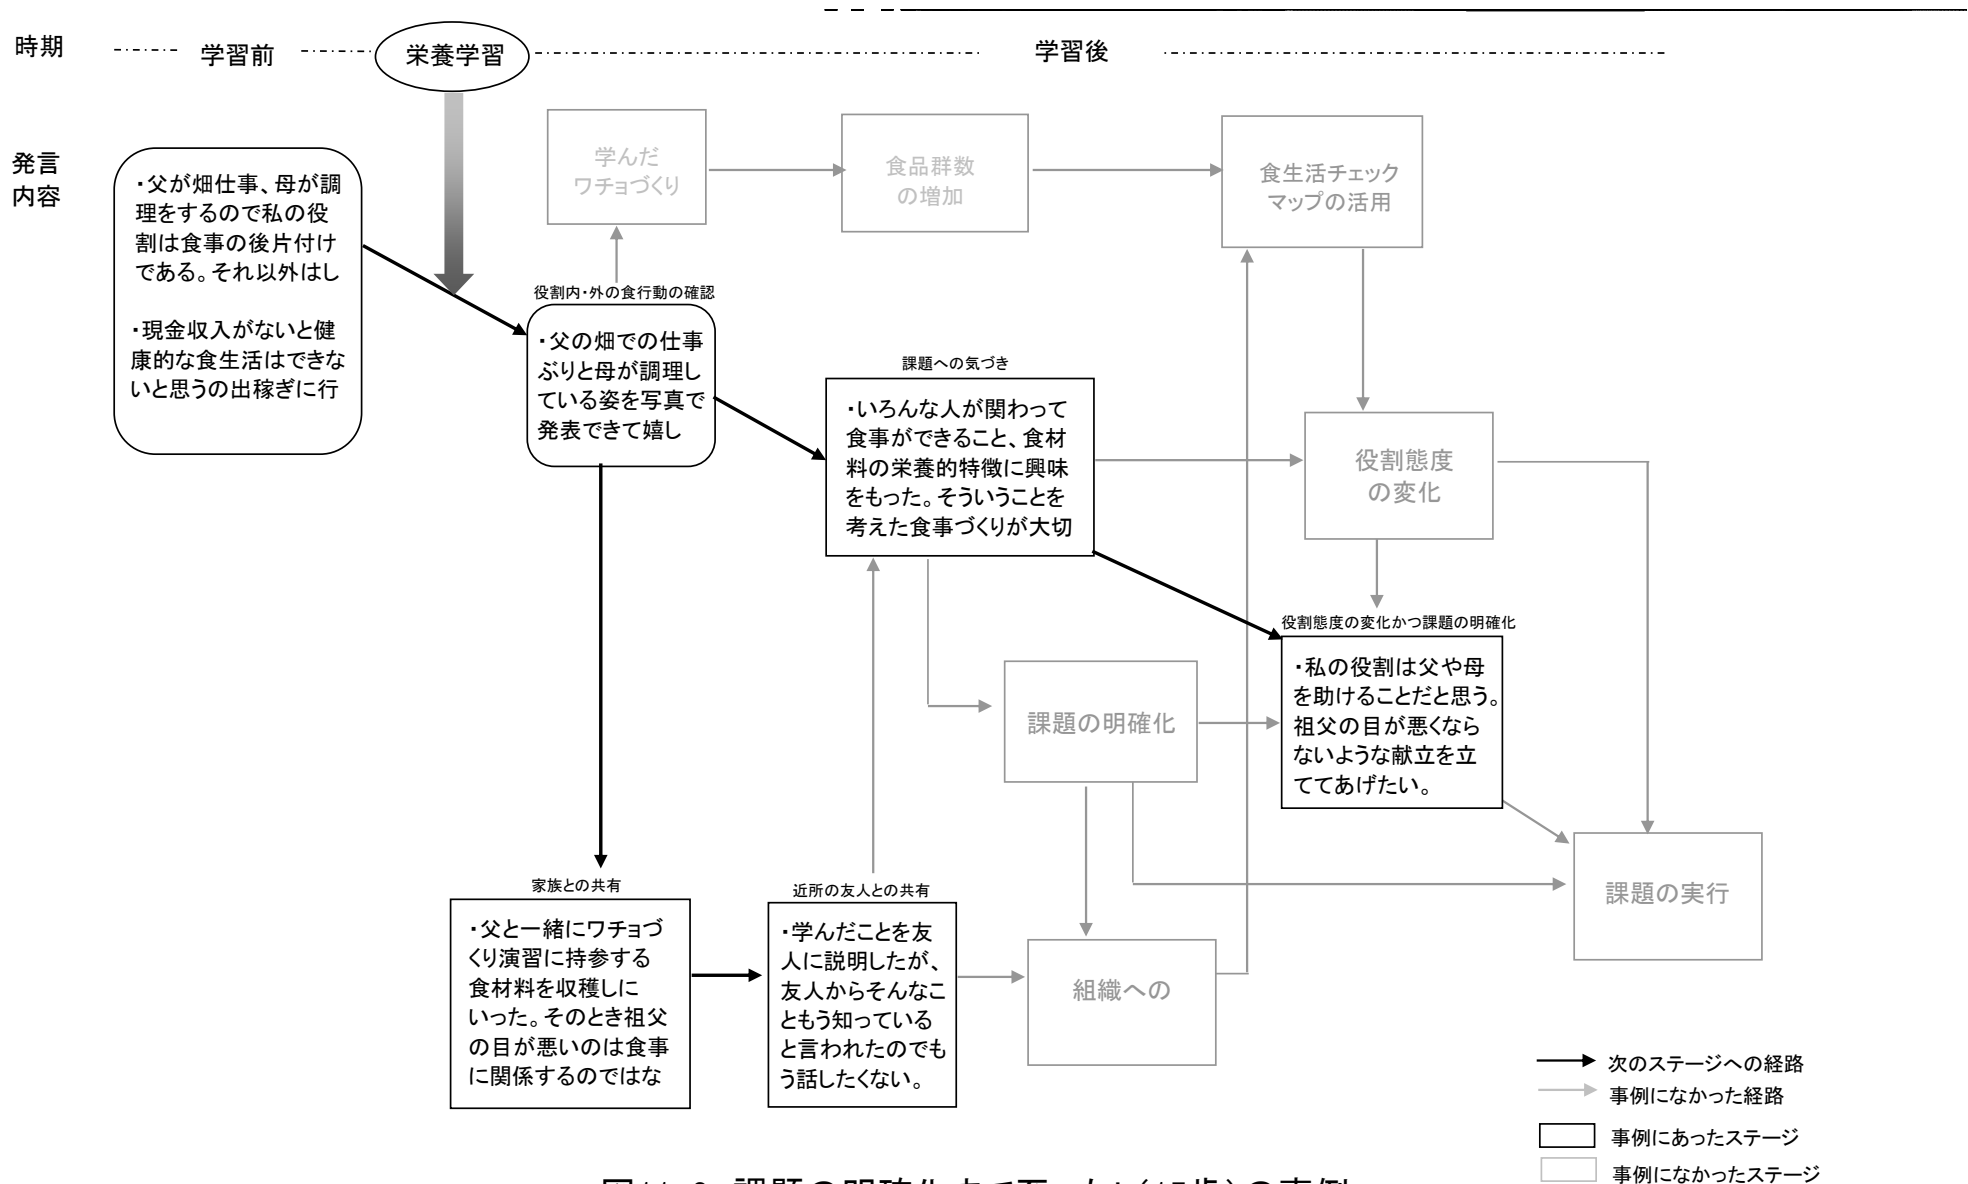 時期
学習前
栄養学習
学習後
発言
内容
・父が畑仕事、母が調
理をするので私の役
割は食事の後片付け
である。それ以外はし
・現金収入がないと健
康的な食生活はできな
いと思うの出稼ぎに行
学んだ
ワチョづくり
食品群数
の増加
食生活チェック
マップの活用
役割内・外の食行動の確認
・父の畑での仕事
ぶりと母が調理し
ている姿を写真で
発表できて嬉し
課題への気づき
・いろんな人が関わって
食事ができること、食材
料の栄養的特徴に興味
をもった。そういうことを
考えた食事づくりが大切
役割態度
の変化
役割態度の変化かつ課題の明確化
・私の役割は父や母
を助けることだと思う。
祖父の目が悪くなら
ないような献立を立
ててあげたい。
課題の明確化
課題の実行
家族との共有
・父と一緒にワチョづ
くり演習に持参する
食材料を収穫しに
いった。そのとき祖父
の目が悪いのは食事
に関係するのではな
近所の友人との共有
・学んだことを友
人に説明したが、
友人からそんなこ
ともう知っている
と言われたのでも
う話したくない。
組織への
次のステージへの経路
事例になかった経路
事例にあったステージ
事例になかったステージ
課題の明確化まで至った
の事例